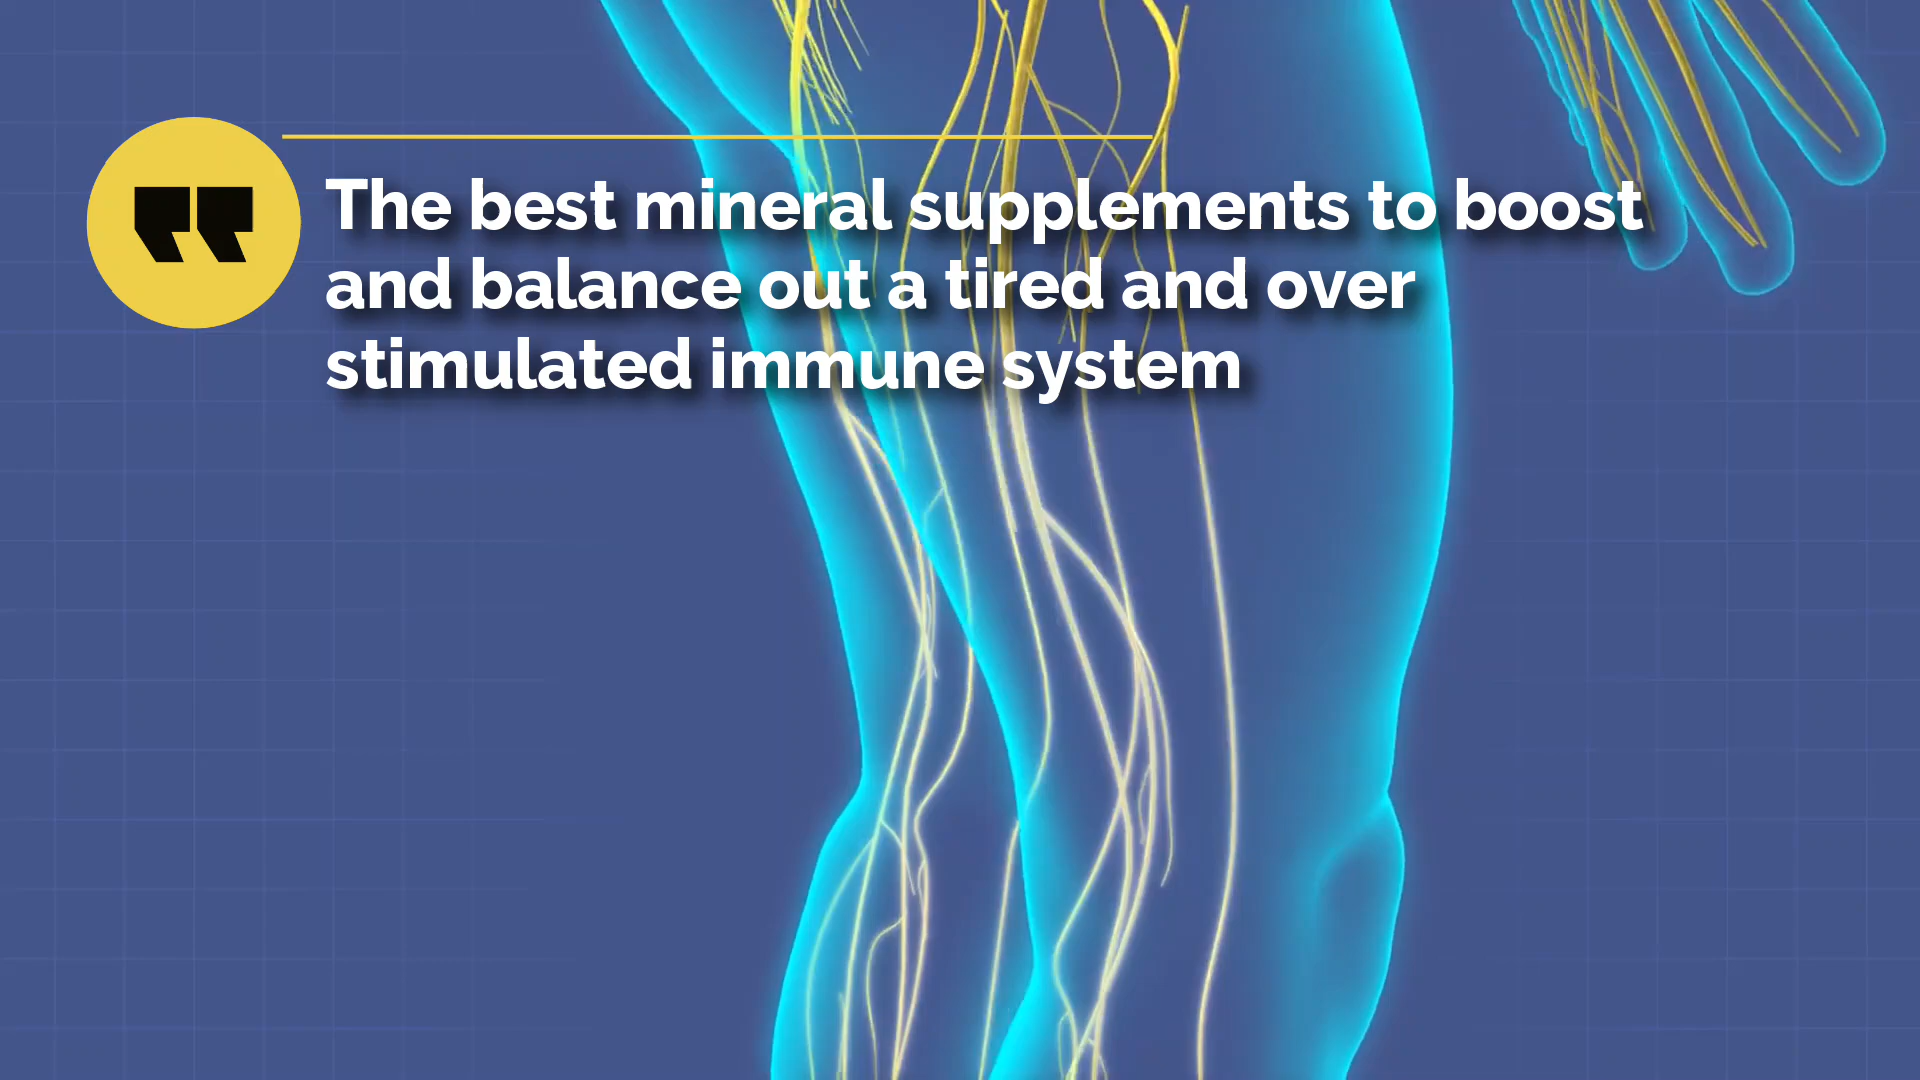 The best mineral supplements to boost
and balance out a tired and over
stimulated immune system